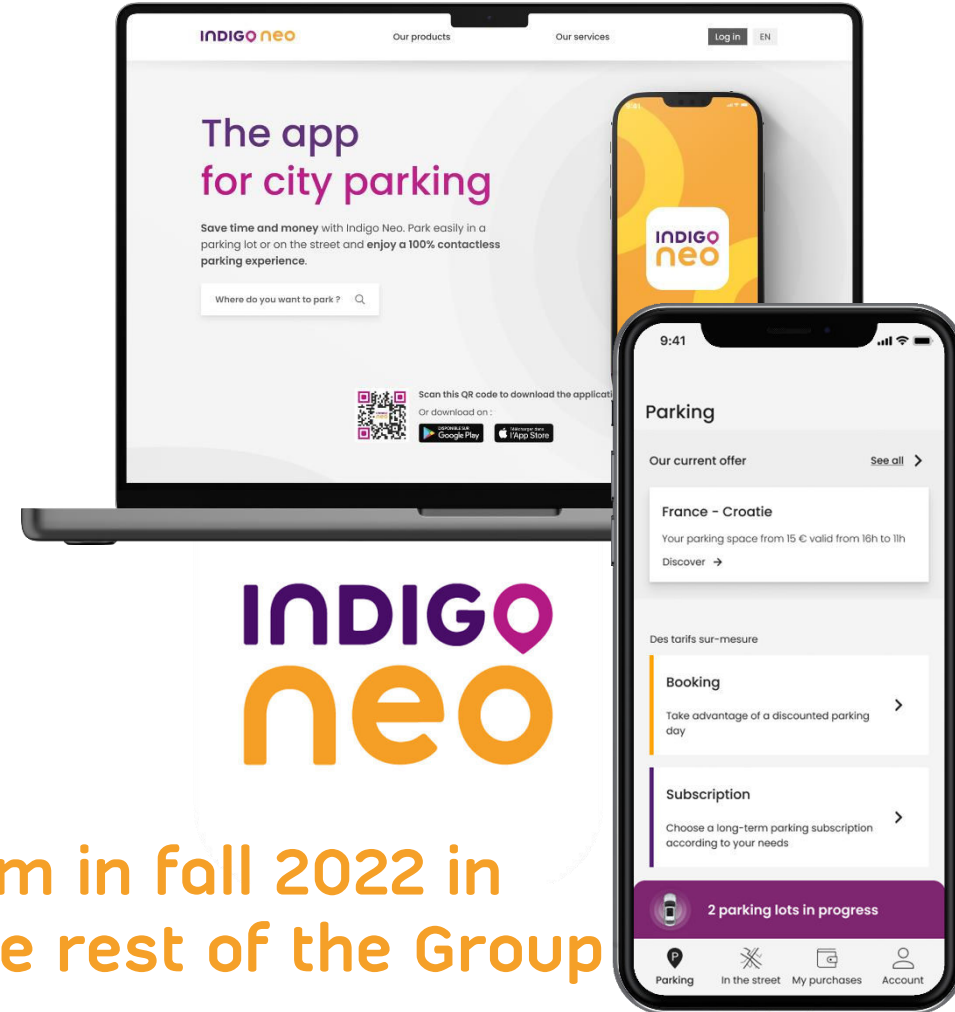 INDIGO neo
Our products
Our services
Log in
EN
The app
for city parking
Save time and money with Indigo Neo. Park easily in a
parking lot or on the street and enjoy a 100% contactless
parking experience.
Where do you want to park ?
INDIGO
neo
Scan this QR code to download the applicati
Or download on :
DISPONIBLE SUR
Google Play
Télécharger dans
l'App Store
9:41
Parking
Our current offer
See all
France - Croatie
Your parking space from 15 € valid from 16h to 11h
Discover
Des tarifs sur-mesure
Booking
Take advantage of a discounted parking
day
Subscription
Choose a long-term parking subscription
according to your needs
2 parking lots in progress
Parking
In the street
My purchases
Account
INDIGO
neo
m in fall 2022 in
e rest of the Group